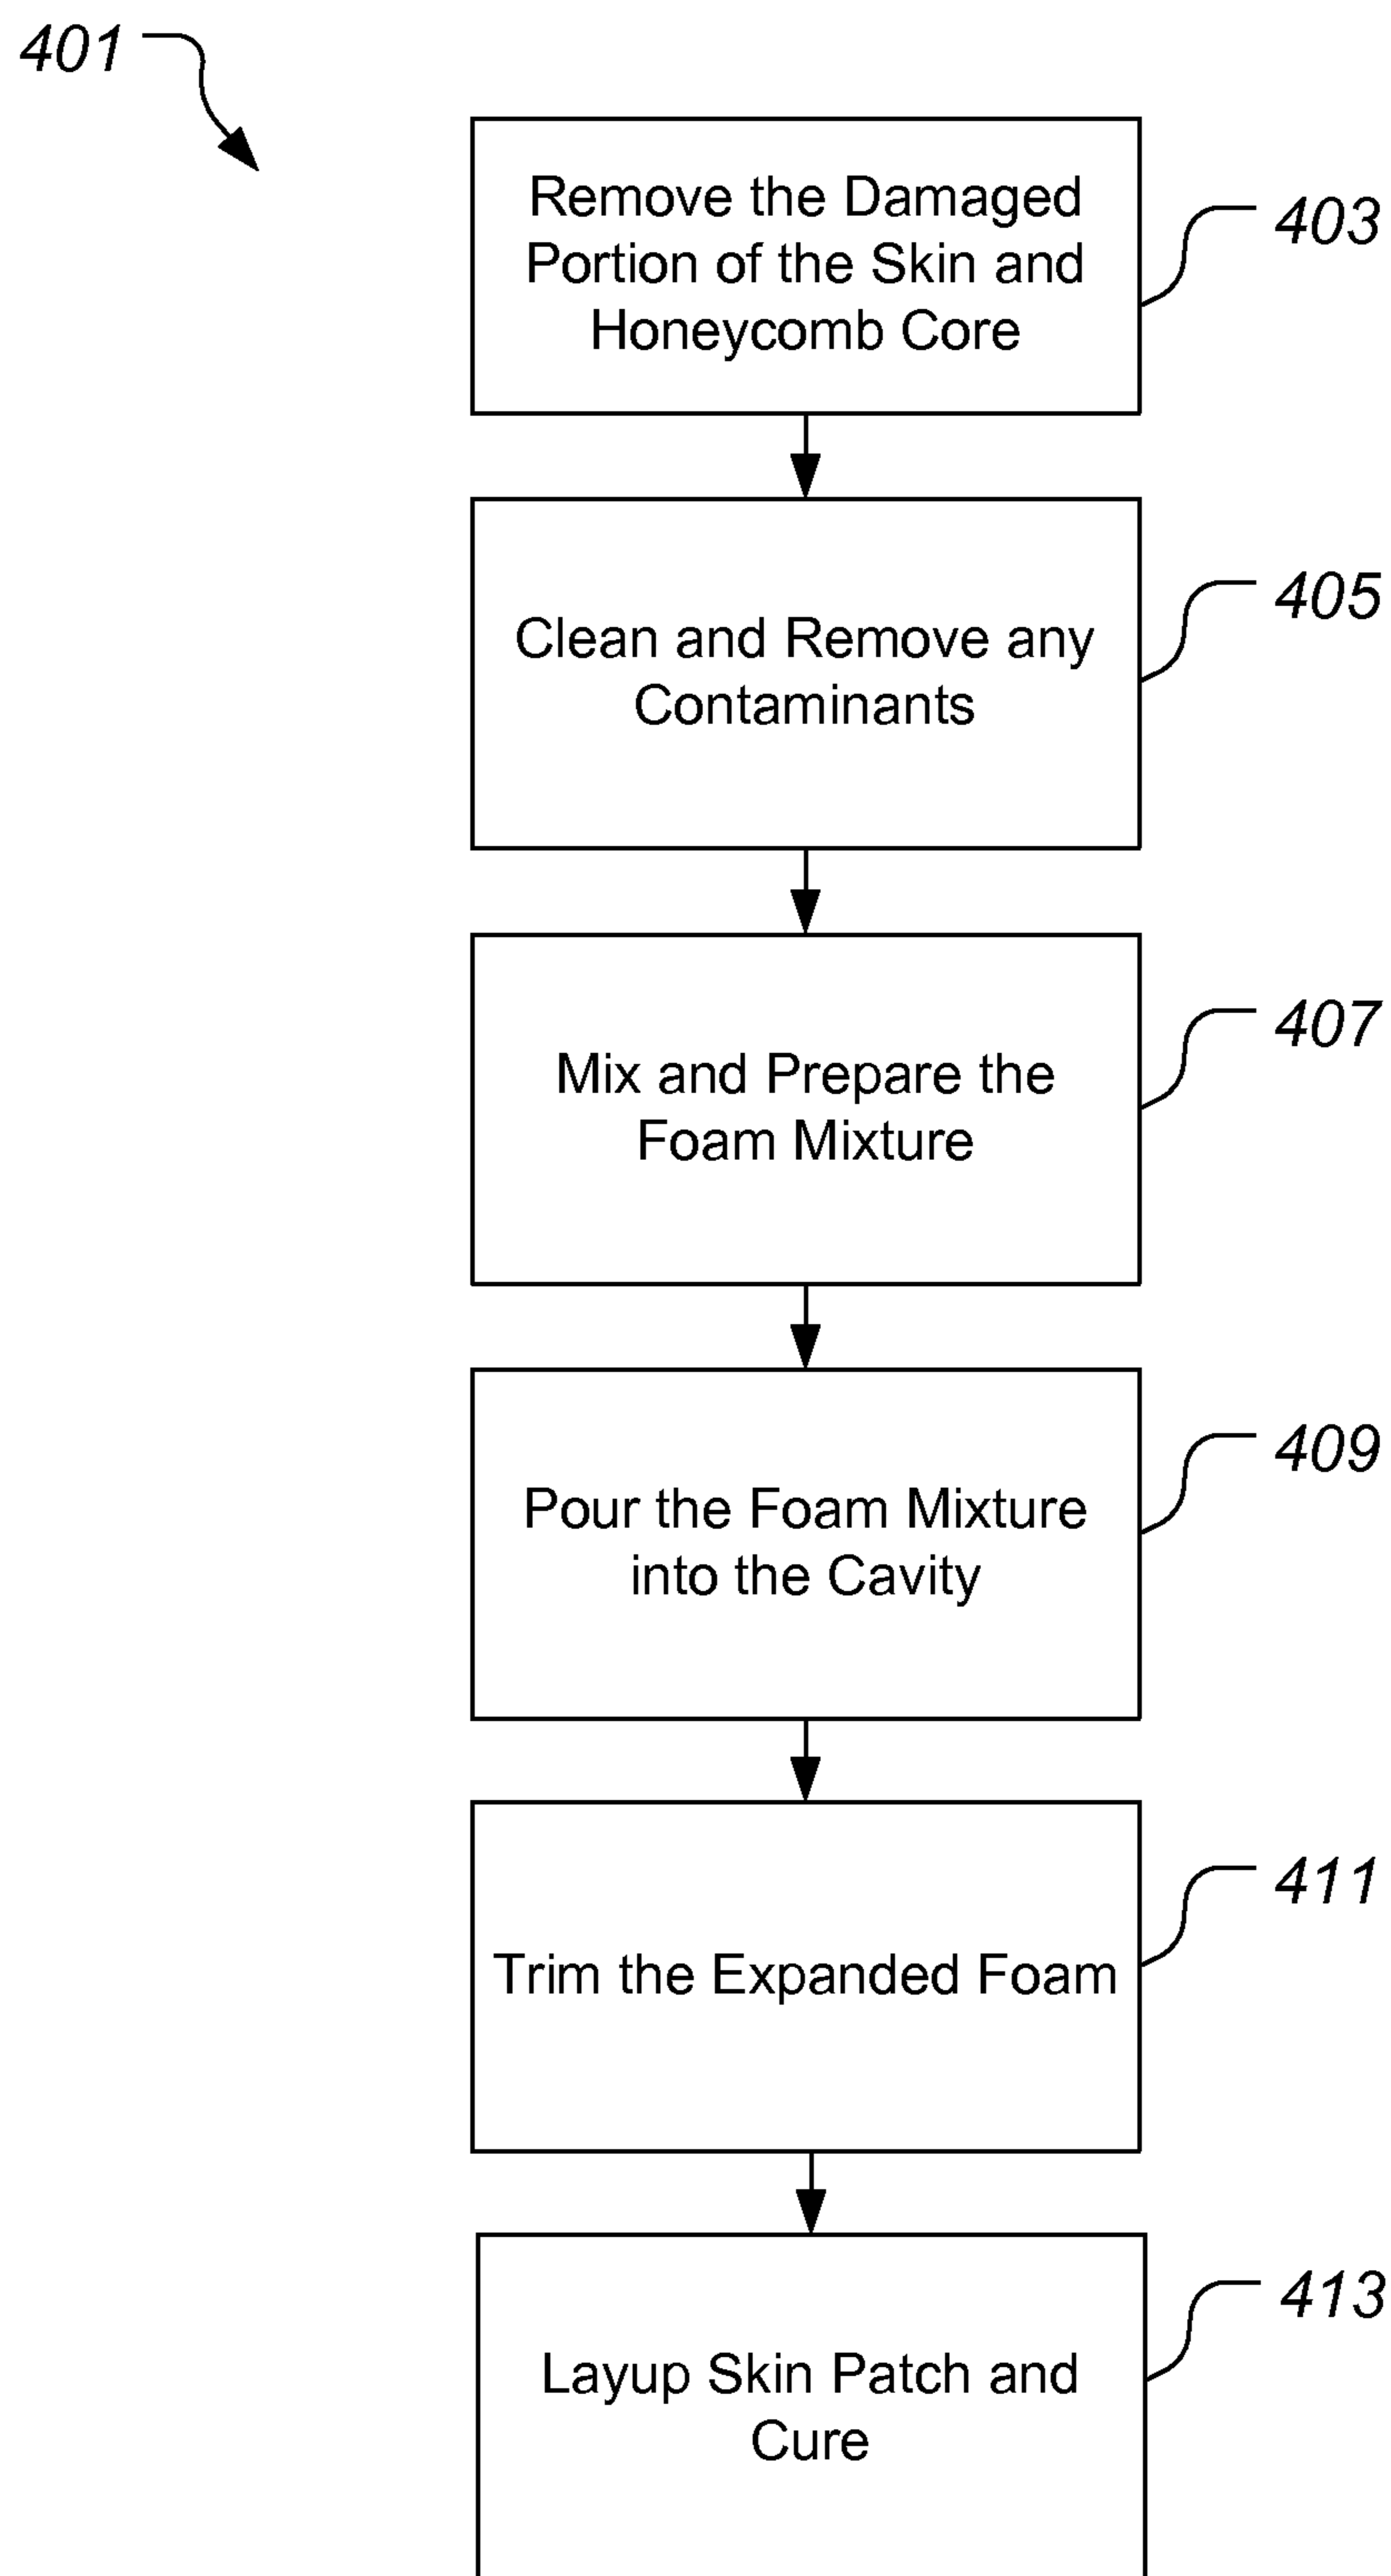 401
Remove the Damaged
Portion of the Skin and
Honeycomb Core
403
Clean and Remove any
Contaminants
405
Mix and Prepare the
Foam Mixture
407
Pour the Foam Mixture
into the Cavity
409
Trim the Expanded Foam
411
Layup Skin Patch and
Cure
413